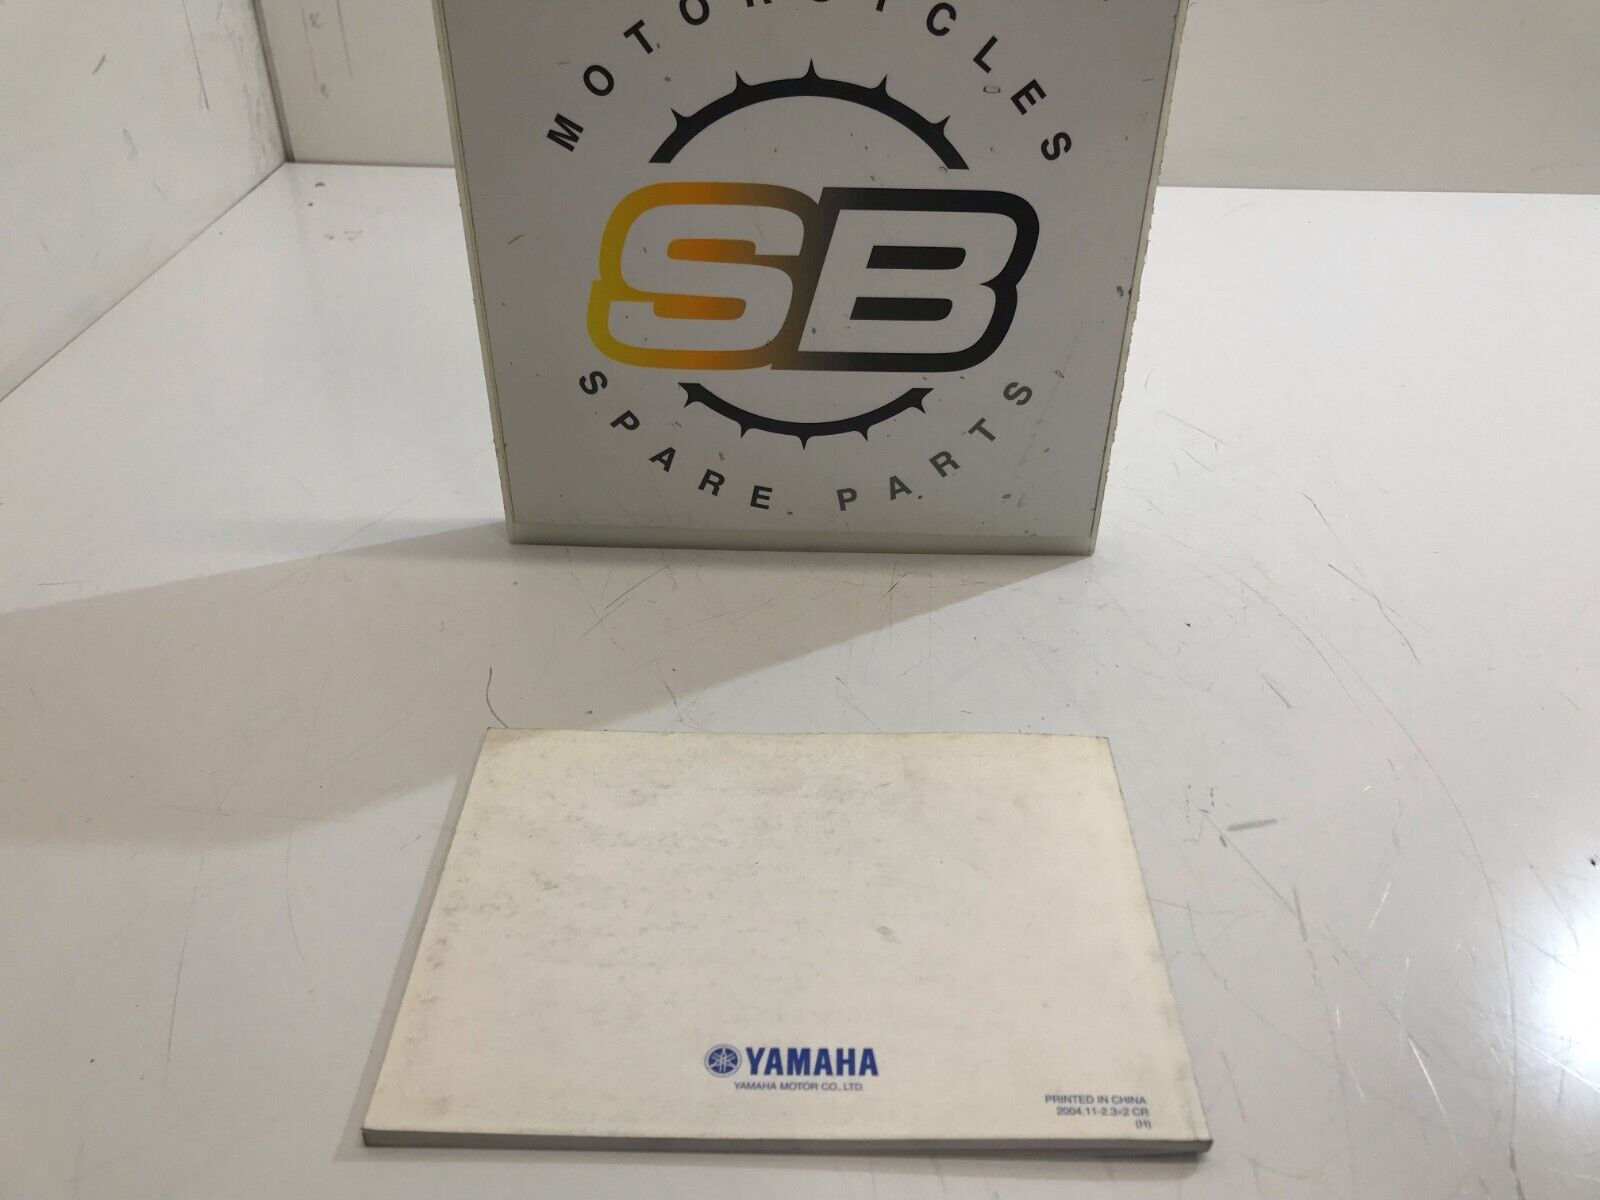 MOTORCYCLES
SB
SPARE PARTS
YAMAHA
YAMAHA MOTOR CO., LTD.
PRINTED IN CHINA
2004.11-2.3×2 CR
(H)